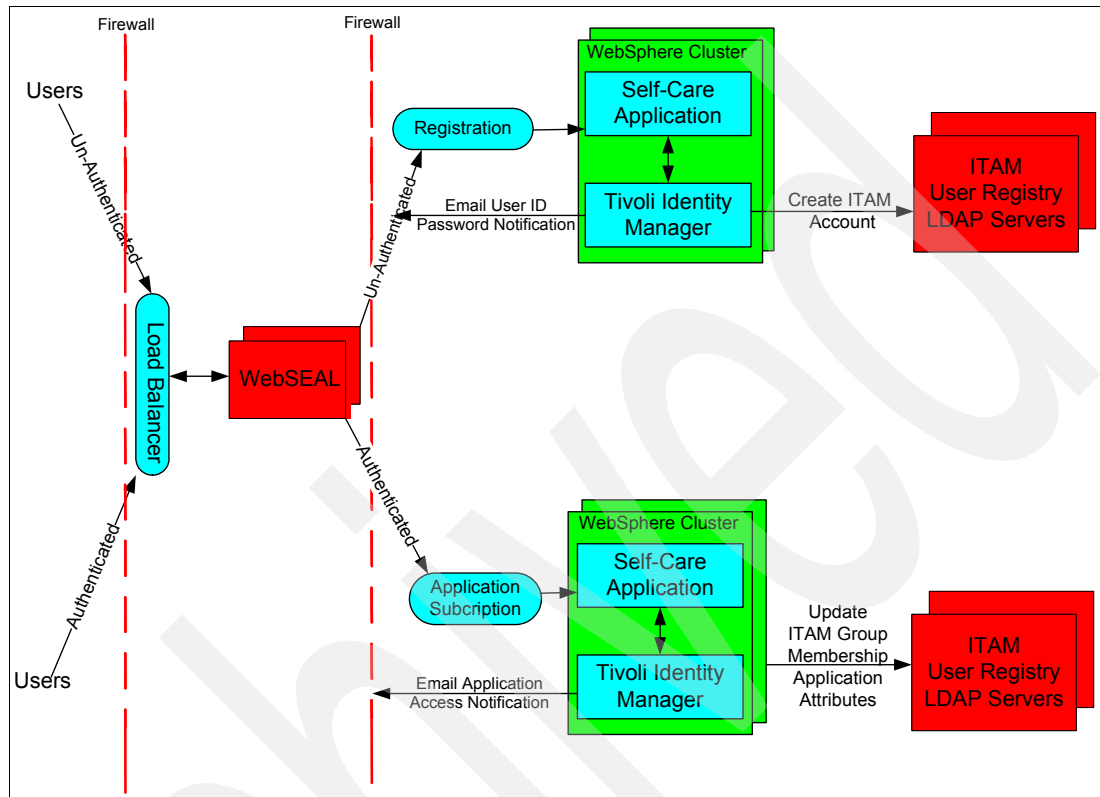 Firewall
Firewall
Users
Un-Authenticated
Load Balancer
WebSEAL
Authenticated
Users
Un-Authenticated
Registration
WebSphere Cluster
Self-Care
Application
Tivoli Identity
Manager
Email User ID
Password Notification
Create ITAM
Account
ITAM
User Registry
LDAP Servers
Authenticated
Application
Subcription
WebSphere Cluster
Self-Care
Application
Tivoli Identity
Manager
Email Application
Access Notification
Update
ITAM Group
Membership
Application
Attributes
ITAM
User Registry
LDAP Servers